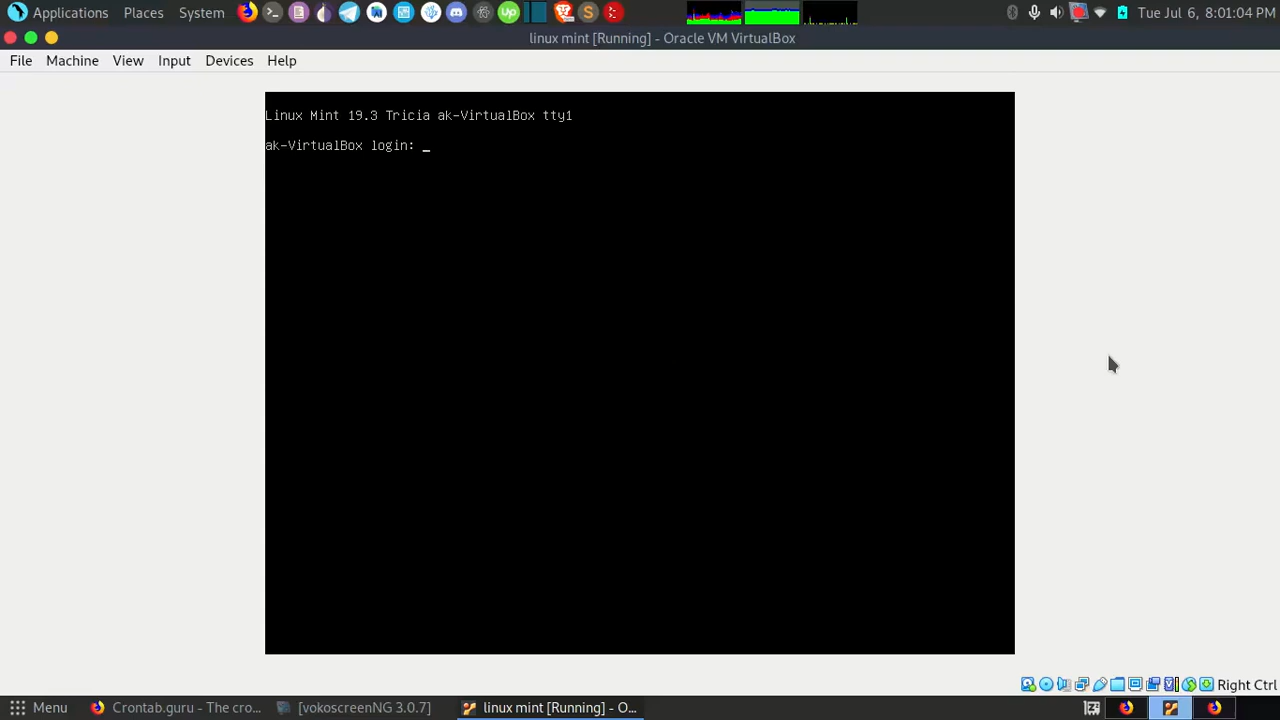 Applications Places System Up S Tue Jul 6, 8:01:04 PM
linux mint [Running] - Oracle VM VirtualBox
File Machine View Input Devices Help
Linux Mint 19.3 Tricia ak-VirtualBox tty1
ak-VirtualBox login: _
Right Ctrl
Menu Crontab.guru - The cro... [vokoscreenNG 3.0.7] linux mint [Running] - O...